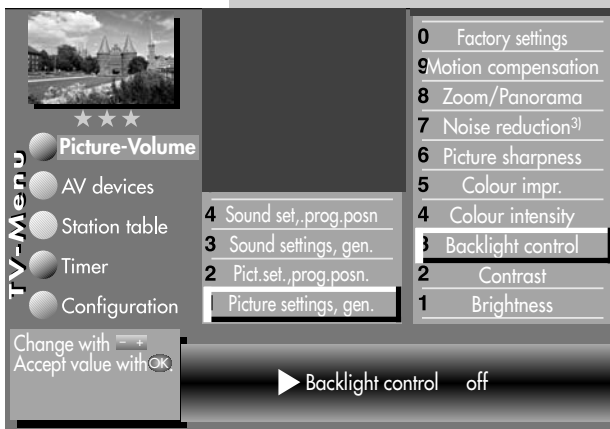 TV-Menu
Picture-Volume
AV devices
Station table
Timer
Configuration
4 Sound set,.prog.posn
3 Sound settings, gen.
2 Pict.set.,prog.posn.
Picture settings, gen.
0 Factory settings
9 Motion compensation
8 Zoom/Panorama
7 Noise reduction3)
6 Picture sharpness
5 Colour impr.
4 Colour intensity
3 Backlight control
2 Contrast
1 Brightness
Change with - +
Accept value with OK.
Backlight control off